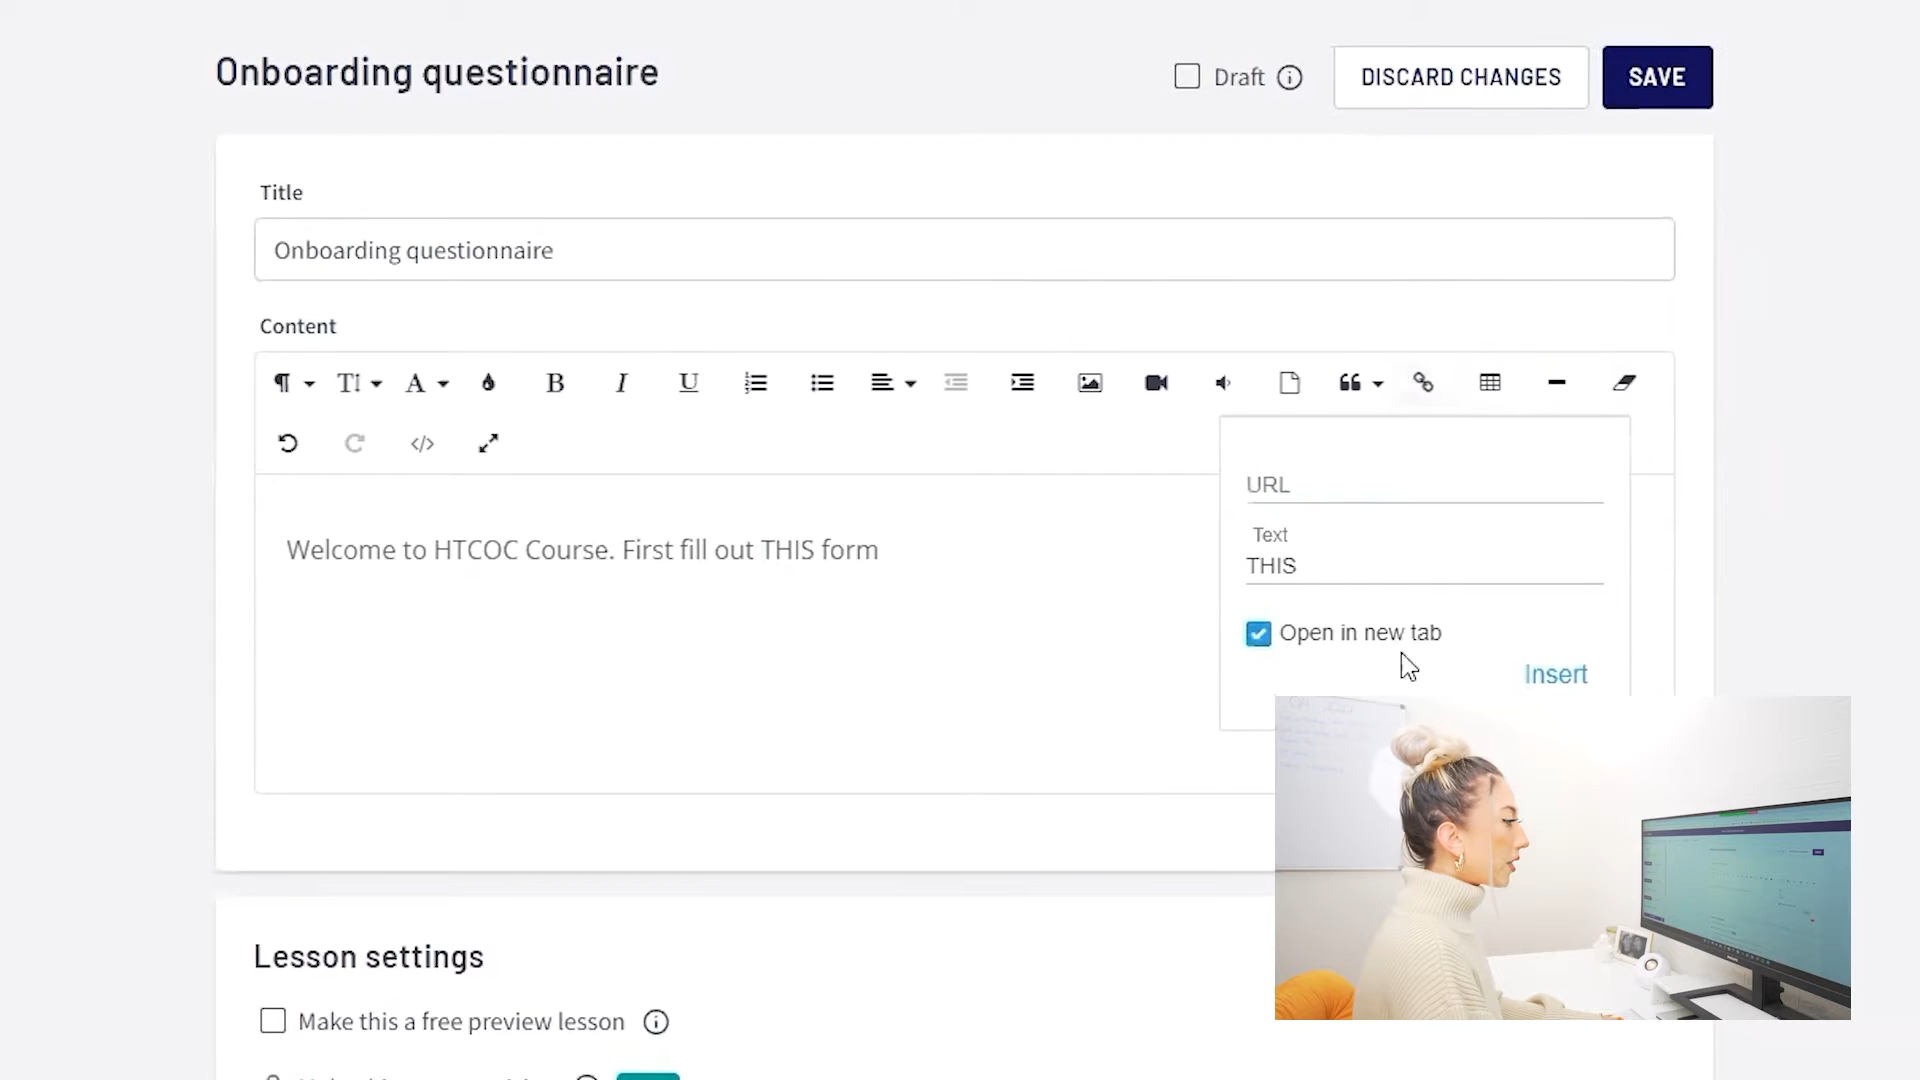 Onboarding questionnaire
Draft
DISCARD CHANGES
SAVE
Title
Onboarding questionnaire
Content
B I U
URL
Text
THIS
Welcome to HTCOC Course. First fill out THIS form
Open in new tab
Insert
Lesson settings
Make this a free preview lesson